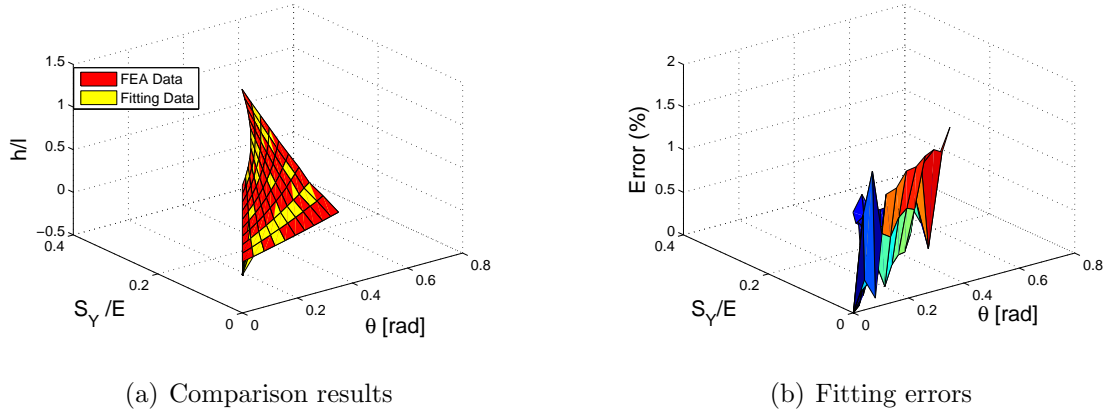 1.5
1
0.5
0
−0.5
h/l
FEA Data
Fitting Data
0.4
0.2
0
S_Y /E
0
0.2
0.4
0.6
0.8
θ [rad]
(a) Comparison results
2
1.5
1
0.5
0
Error (%)
0.4
0.2
0
S_Y/E
0
0.2
0.4
0.6
0.8
θ [rad]
(b) Fitting errors